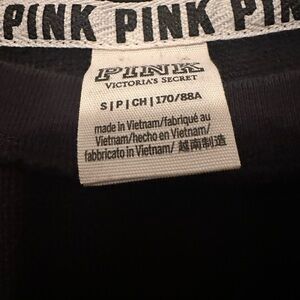 PINK PINK PIN
PINK
VICTORIA'S SECRET
S | P | CH | 170/88A
made in Vietnam/fabriqué au
Vietnam/hecho en Vietnam/
fabbricato in Vietnam/ 越南制造